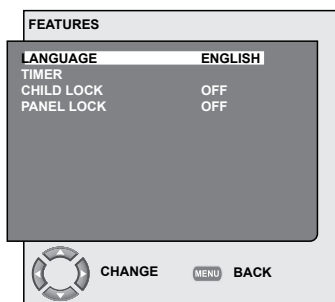 FEATURES
LANGUAGE ENGLISH
TIMER
CHILD LOCK OFF
PANEL LOCK OFF
CHANGE MENU BACK